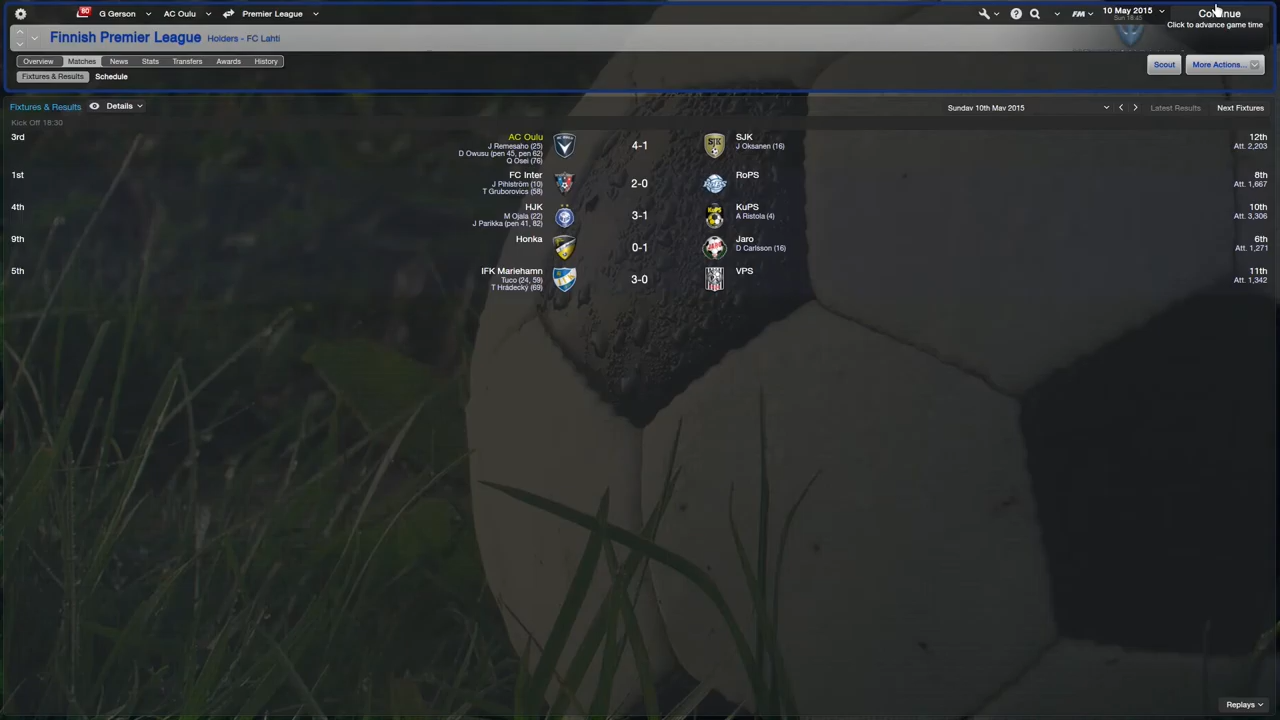 80 G Gerson AC Oulu Premier League FM 10 May 2015 Continue
Sun 18:45
Click to advance game time
Finnish Premier League Holders - FC Lahti
Overview Matches News Stats Transfers Awards History Scout More Actions...
Fixtures & Results Schedule
Fixtures & Results Details Sunday 10th May 2015 Latest Results Next Fixtures
Kick Off 18:30
3rd AC Oulu 4-1 SJK 12th
J Remesaho (25) J Oksanen (16) Att. 2,203
D Owusu (pen 45, pen 62)
Q Osei (76)
1st FC Inter 2-0 RoPS 8th
J Pihlström (10) Att. 1,667
T Gruborovics (58)
4th HJK 3-1 KuPS 10th
M Ojala (22) A Ristola (4) Att. 3,306
J Parikka (pen 41, 82)
9th Honka 0-1 Jaro 6th
D Carlsson (16) Att. 1,271
5th IFK Mariehamn 3-0 VPS 11th
Tuco (24, 59) Att. 1,342
T Hrádecký (69)
Replays